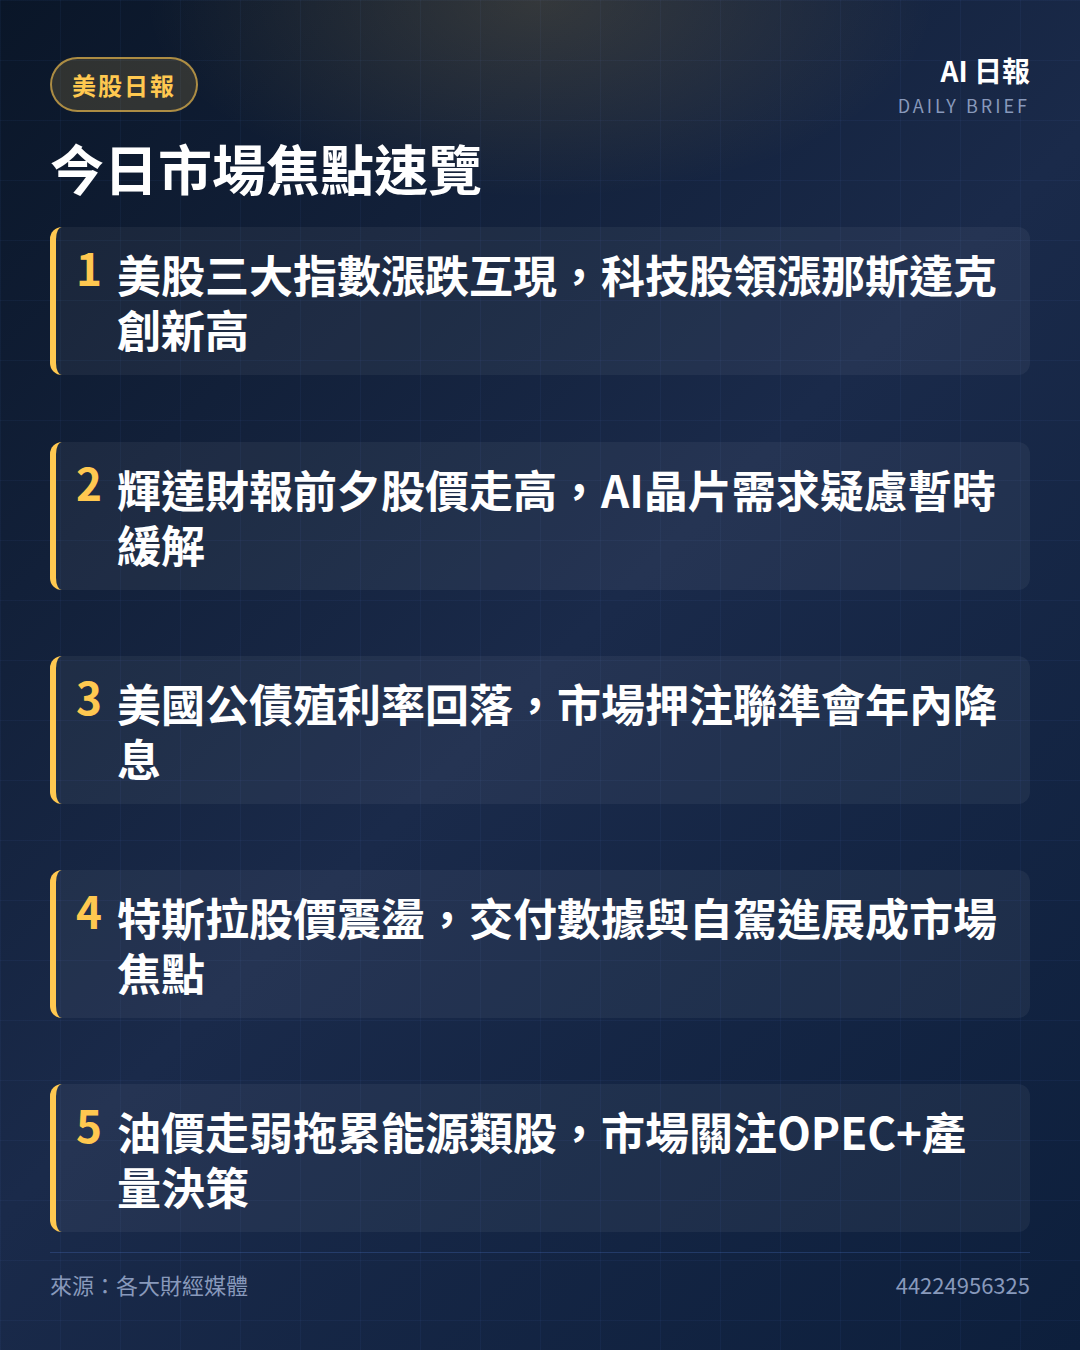 美股日報
AI 日報
DAILY BRIEF
今日市場焦點速覽
1 美股三大指數漲跌互現，科技股領漲那斯達克
創新高
2 輝達財報前夕股價走高，AI晶片需求疑慮暫時
緩解
3 美國公債殖利率回落，市場押注聯準會年內降
息
4 特斯拉股價震盪，交付數據與自駕進展成市場
焦點
5 油價走弱拖累能源類股，市場關注OPEC+產
量決策
來源：各大財經媒體
44224956325